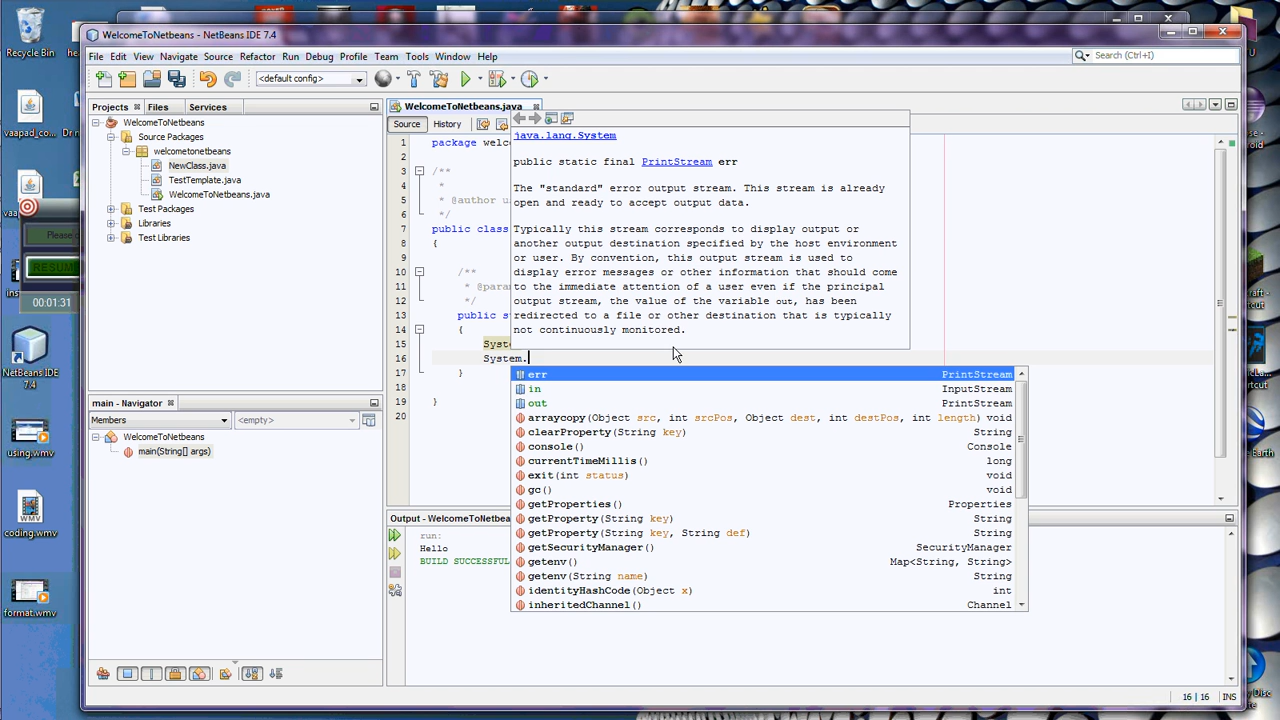 Recycle Bin
WelcomeToNetbeans - NetBeans IDE 7.4
File Edit View Navigate Source Refactor Run Debug Profile Team Tools Window Help
Search (Ctrl+I)
<default config>
Projects Files Services
WelcomeToNetbeans
Source Packages
welcometonetbeans
NewClass.java
TestTemplate.java
WelcomeToNetbeans.java
Test Packages
Libraries
Test Libraries
WelcomeToNetbeans.java
Source History
1 package welc
2
3 /**
4 *
5 * @author u
6 */
7 public class
8 {
9
10 /**
11 * @para
12 */
13 public s
14 {
15 Syste
16 System.
17 }
18
19 }
20
java.lang.System
public static final PrintStream err
The "standard" error output stream. This stream is already
open and ready to accept output data.
Typically this stream corresponds to display output or
another output destination specified by the host environment
or user. By convention, this output stream is used to
display error messages or other information that should come
to the immediate attention of a user even if the principal
output stream, the value of the variable out, has been
redirected to a file or other destination that is typically
not continuously monitored.
err PrintStream
in InputStream
out PrintStream
arraycopy(Object src, int srcPos, Object dest, int destPos, int length) void
clearProperty(String key) String
console() Console
currentTimeMillis() long
exit(int status) void
gc() void
getProperties() Properties
getProperty(String key) String
getProperty(String key, String def) String
getSecurityManager() SecurityManager
getenv() Map<String, String>
getenv(String name) String
identityHashCode(Object x) int
inheritedChannel() Channel
main - Navigator
Members <empty>
WelcomeToNetbeans
main(String[] args)
Output - WelcomeToNetbea
run:
Hello
BUILD SUCCESSFUL
16 | 16 INS
vaapad_co...
Please
RESUME
00:01:31
NetBeans IDE
7.4
using.wmv
coding.wmv
format.wmv